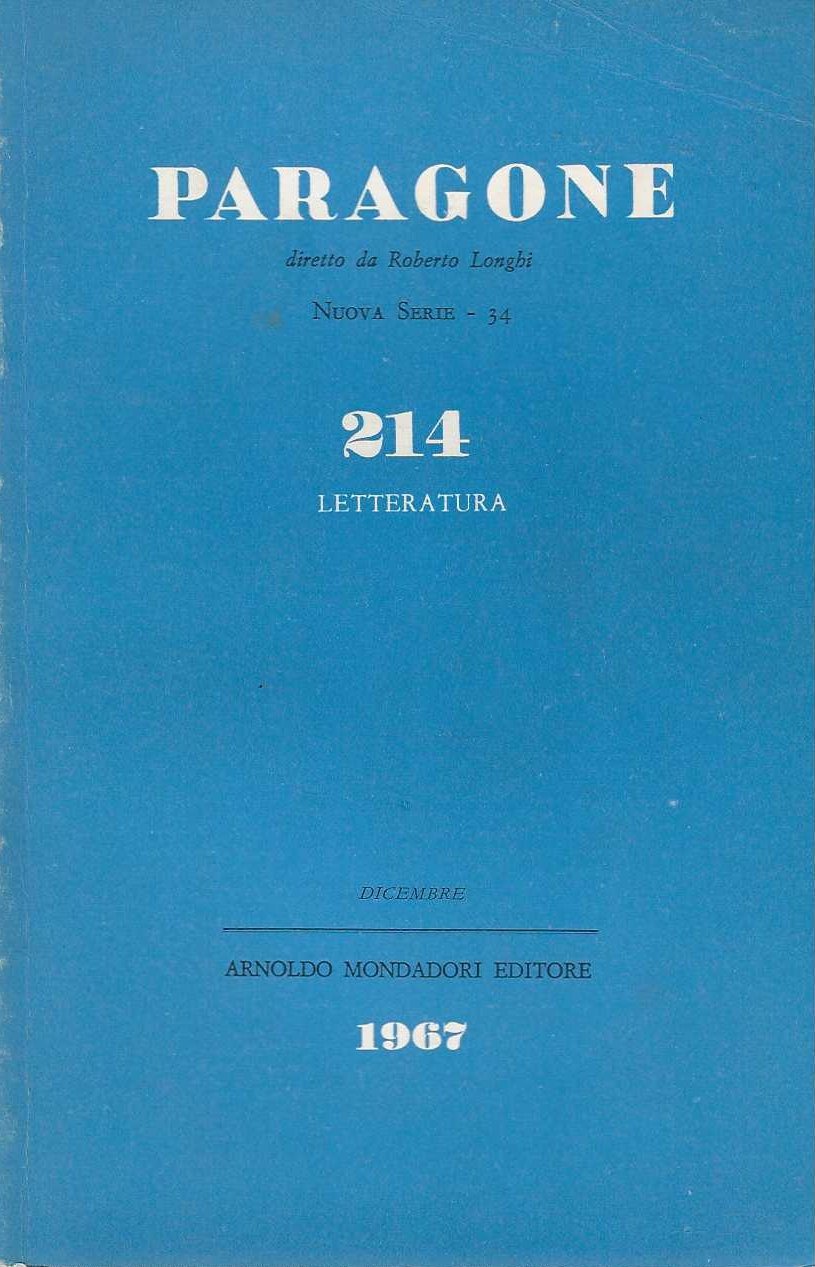 PARAGONE
diretto da Roberto Longhi
NUOVA SERIE - 34
214
LETTERATURA
DICEMBRE
ARNOLDO MONDADORI EDITORE
1967